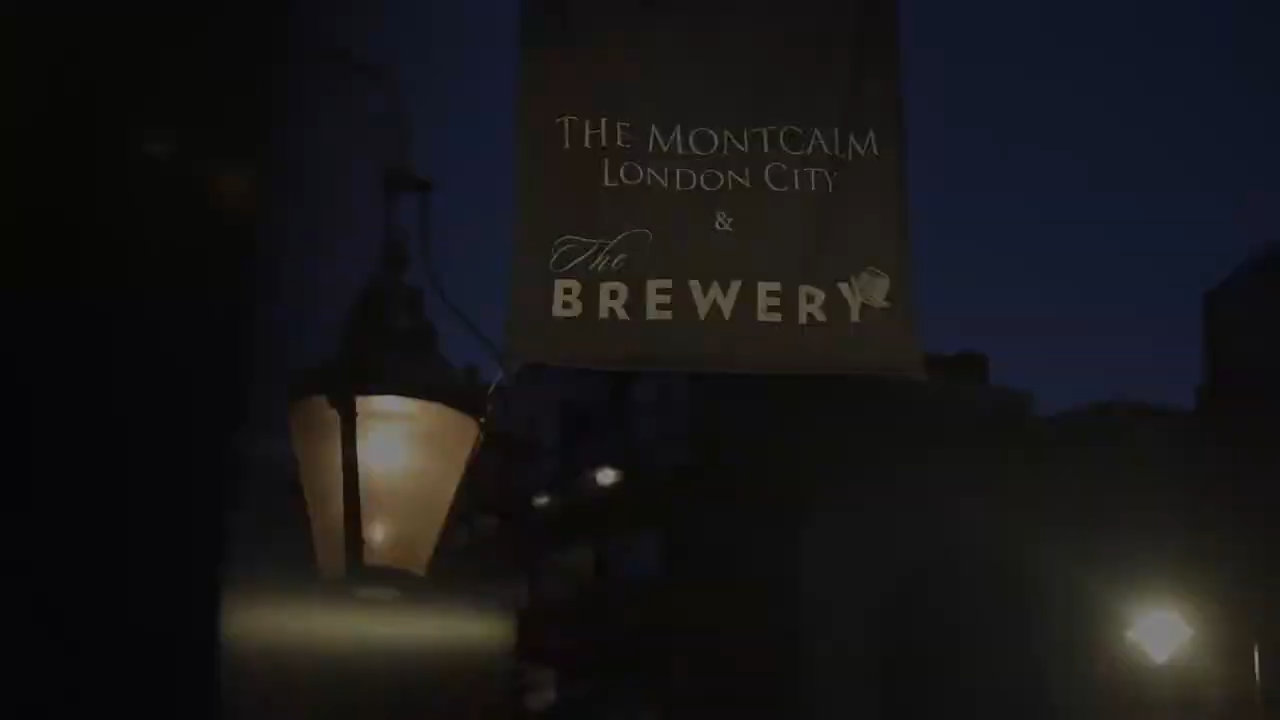 THE MONTCALM
LONDON CITY
&
The
BREWERY